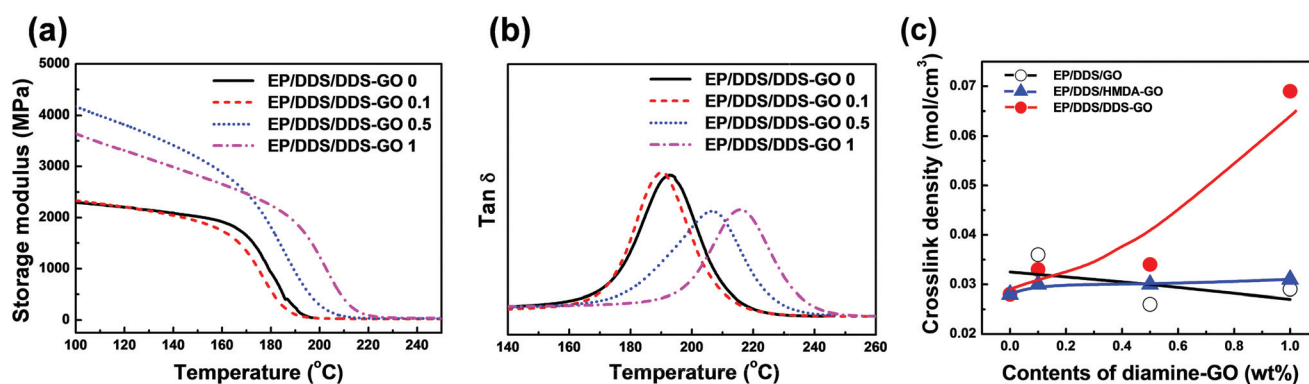 (a)
5000
4000
3000
2000
1000
0
Storage modulus (MPa)
EP/DDS/DDS-GO 0
EP/DDS/DDS-GO 0.1
EP/DDS/DDS-GO 0.5
EP/DDS/DDS-GO 1
100 120 140 160 180 200 220 240
Temperature (°C)
(b)
Tan δ
EP/DDS/DDS-GO 0
EP/DDS/DDS-GO 0.1
EP/DDS/DDS-GO 0.5
EP/DDS/DDS-GO 1
140 160 180 200 220 240 260
Temperature (°C)
(c)
0.07
0.06
0.05
0.04
0.03
0.02
Crosslink density (mol/cm³)
EP/DDS/GO
EP/DDS/HMDA-GO
EP/DDS/DDS-GO
0.0 0.2 0.4 0.6 0.8 1.0
Contents of diamine-GO (wt%)